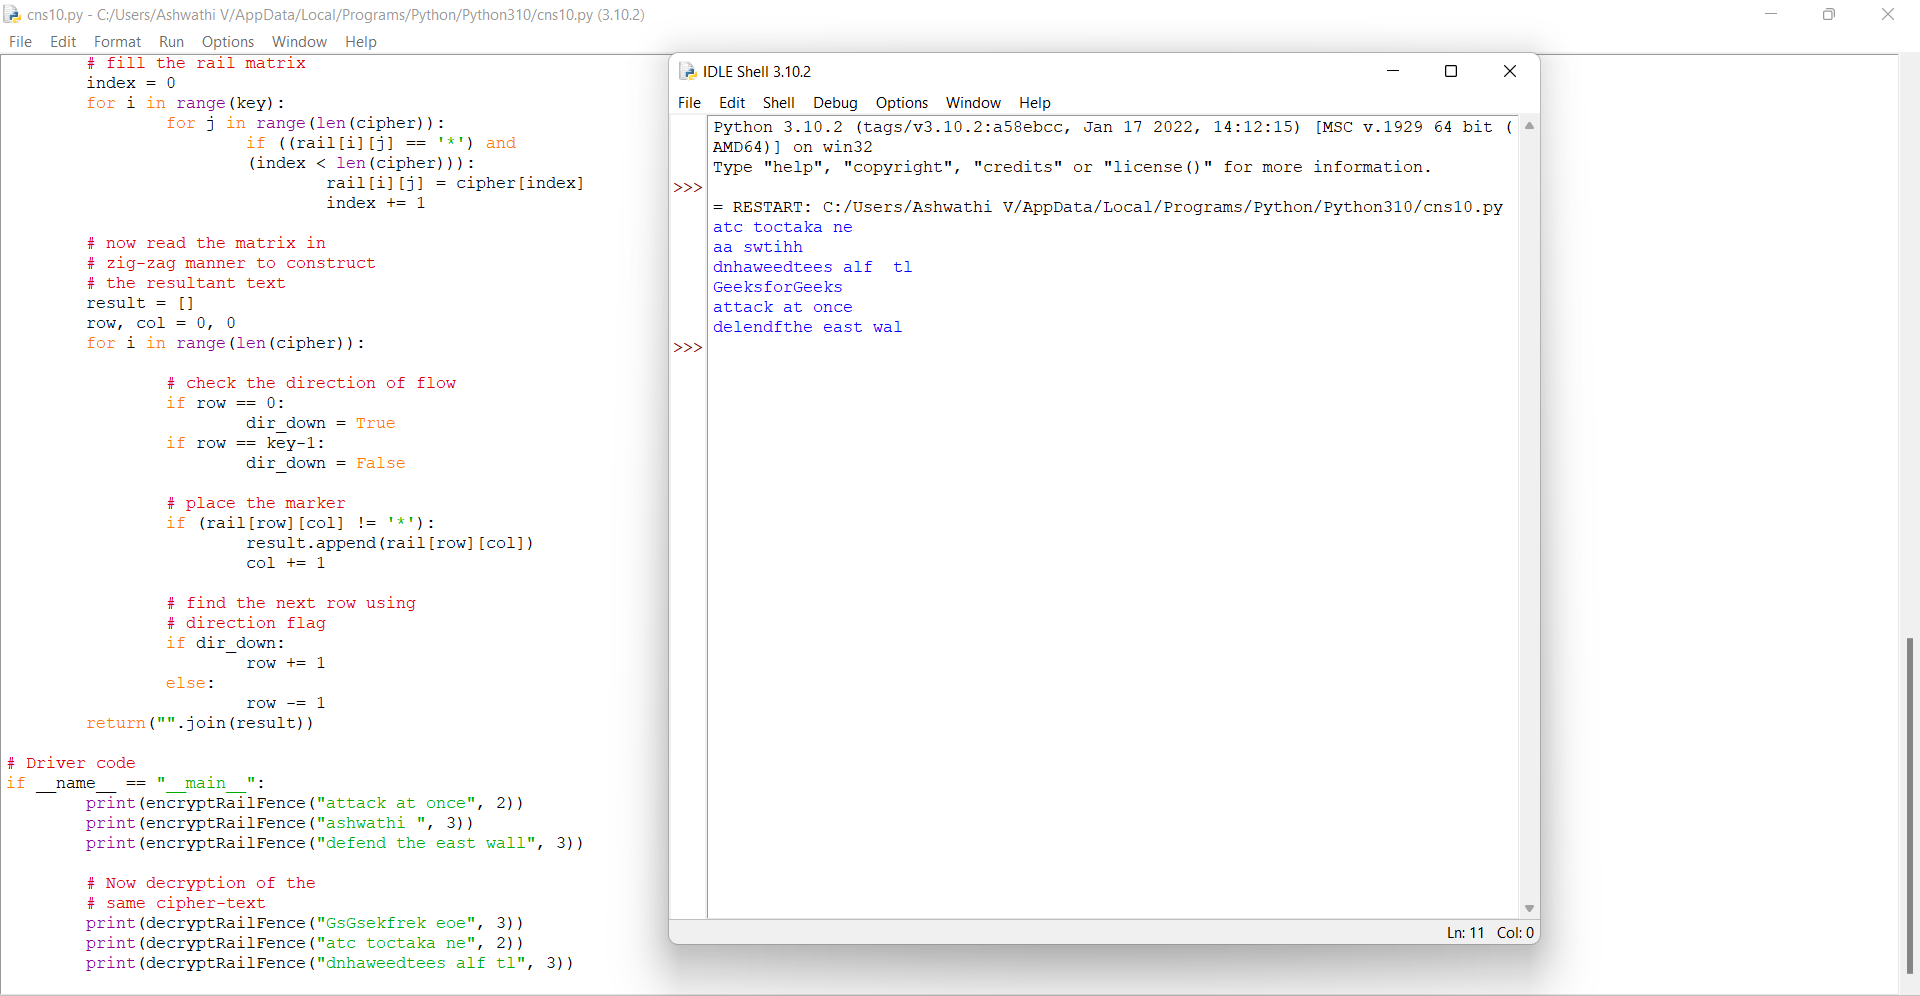 cns10.py - C:/Users/Ashwathi V/AppData/Local/Programs/Python/Python310/cns10.py (3.10.2)
File Edit Format Run Options Window Help
# fill the rail matrix
index = 0
for i in range(key):
for j in range(len(cipher)):
if ((rail[i][j] == '*') and
(index < len(cipher))):
rail[i][j] = cipher[index]
index += 1
# now read the matrix in
# zig-zag manner to construct
# the resultant text
result = []
row, col = 0, 0
for i in range(len(cipher)):
# check the direction of flow
if row == 0:
dir_down = True
if row == key-1:
dir_down = False
# place the marker
if (rail[row][col] != '*'):
result.append(rail[row][col])
col += 1
# find the next row using
# direction flag
if dir_down:
row += 1
else:
row -= 1
return("".join(result))
# Driver code
if __name__ == "__main__":
print(encryptRailFence("attack at once", 2))
print(encryptRailFence("ashwathi ", 3))
print(encryptRailFence("defend the east wall", 3))
# Now decryption of the
# same cipher-text
print(decryptRailFence("GsGsekfrek eoe", 3))
print(decryptRailFence("atc toctaka ne", 2))
print(decryptRailFence("dnhaweedtees alf tl", 3))
IDLE Shell 3.10.2
File Edit Shell Debug Options Window Help
Python 3.10.2 (tags/v3.10.2:a58ebcc, Jan 17 2022, 14:12:15) [MSC v.1929 64 bit (
AMD64)] on win32
Type "help", "copyright", "credits" or "license()" for more information.
>>>
= RESTART: C:/Users/Ashwathi V/AppData/Local/Programs/Python/Python310/cns10.py
atc toctaka ne
aa swtihh
dnhaweedtees alf  tl
GeeksforGeeks
attack at once
delendfthe east wal
>>>
Ln: 11 Col: 0